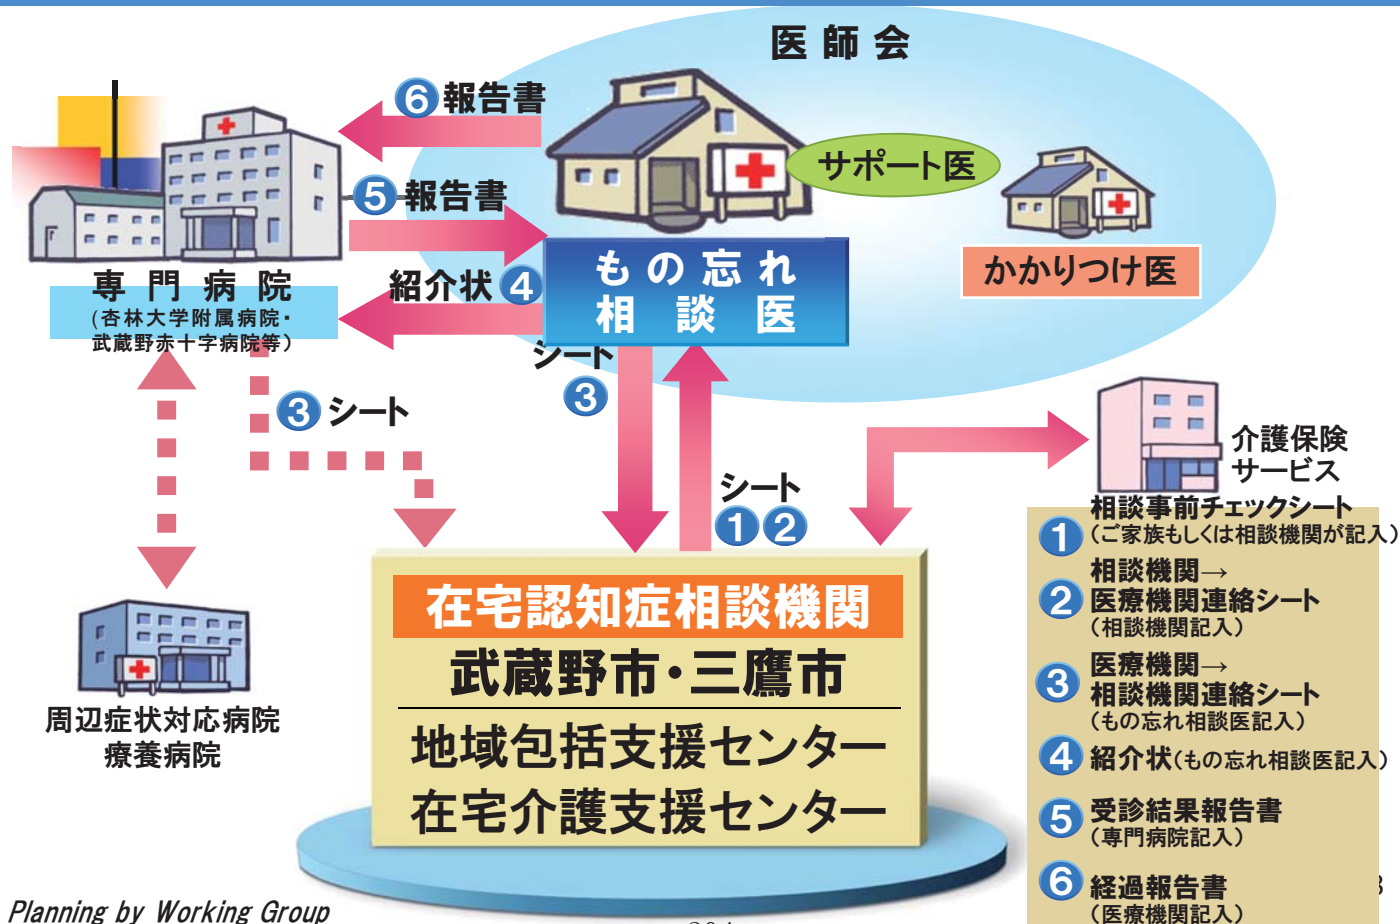 医師会
⑥報告書
サポート医
⑤報告書
もの忘れ
相談医
かかりつけ医
専門病院
(杏林大学附属病院・
武蔵野赤十字病院等)
紹介状④
シート
③
③シート
シート
①②
介護保険
サービス
在宅認知症相談機関
武蔵野市・三鷹市
地域包括支援センター
在宅介護支援センター
周辺症状対応病院
療養病院
①相談事前チェックシート
(ご家族もしくは相談機関が記入)
②相談機関→
医療機関連絡シート
(相談機関記入)
③医療機関→
相談機関連絡シート
(もの忘れ相談医記入)
④紹介状(もの忘れ相談医記入)
⑤受診結果報告書
(専門病院記入)
⑥経過報告書
(医療機関記入)
Planning by Working Group